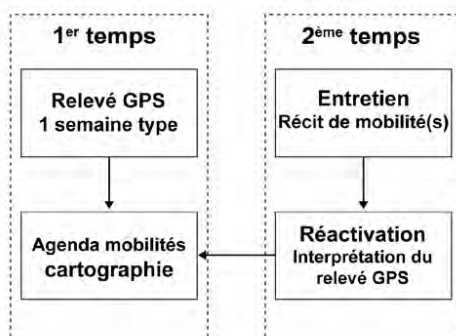 1er temps
Relevé GPS
1 semaine type
Agenda mobilités
cartographie
2ème temps
Entretien
Récit de mobilité(s)
Réactivation
Interprétation du
relevé GPS